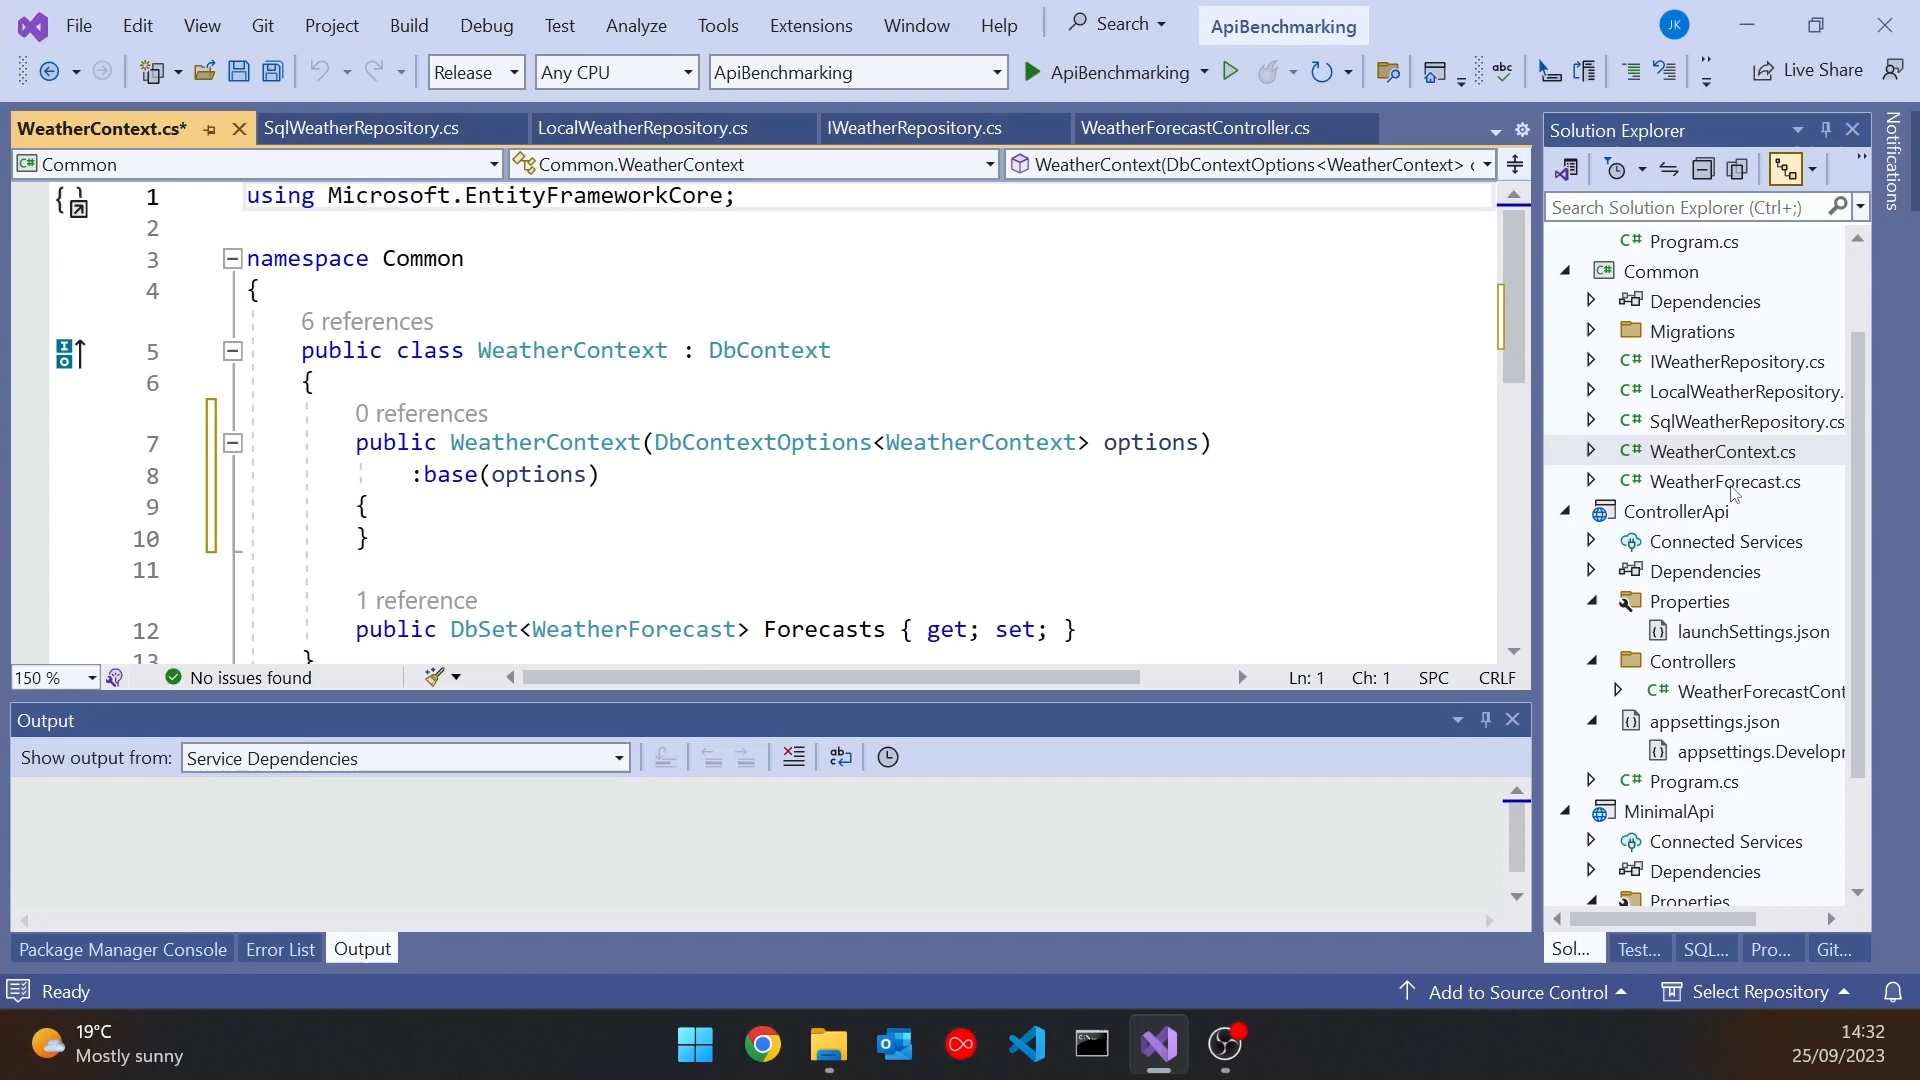 File Edit View Git Project Build Debug Test Analyze Tools Extensions Window Help Search ApiBenchmarking JK
Release Any CPU ApiBenchmarking ApiBenchmarking Live Share
WeatherContext.cs* SqlWeatherRepository.cs LocalWeatherRepository.cs IWeatherRepository.cs WeatherForecastController.cs
Common Common.WeatherContext WeatherContext(DbContextOptions<WeatherContext> c
1 using Microsoft.EntityFrameworkCore;
2
3 namespace Common
4 {
6 references
5 public class WeatherContext : DbContext
6 {
0 references
7 public WeatherContext(DbContextOptions<WeatherContext> options)
8 :base(options)
9 {
10 }
11
1 reference
12 public DbSet<WeatherForecast> Forecasts { get; set; }
13 }
150 % No issues found Ln: 1 Ch: 1 SPC CRLF
Output
Show output from: Service Dependencies
Package Manager Console Error List Output
Solution Explorer
Search Solution Explorer (Ctrl+;)
C# Program.cs
C# Common
Dependencies
Migrations
C# IWeatherRepository.cs
C# LocalWeatherRepository.
C# SqlWeatherRepository.cs
C# WeatherContext.cs
C# WeatherForecast.cs
ControllerApi
Connected Services
Dependencies
Properties
launchSettings.json
Controllers
C# WeatherForecastCont
appsettings.json
appsettings.Developr
C# Program.cs
MinimalApi
Connected Services
Dependencies
Properties
Sol... Test... SQL... Pro... Git...
Notifications
Ready Add to Source Control Select Repository
19°C
Mostly sunny
14:32
25/09/2023